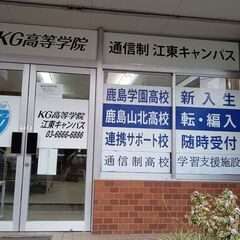 KG高等学院
通信制 江東キャンパス
KG高等学院
江東キャンパス
03-6666-6886
鹿島学園高校
鹿島山北高校
連携サポート校
通信制高校
新入生
転・編入
随時受付
学習支援施設